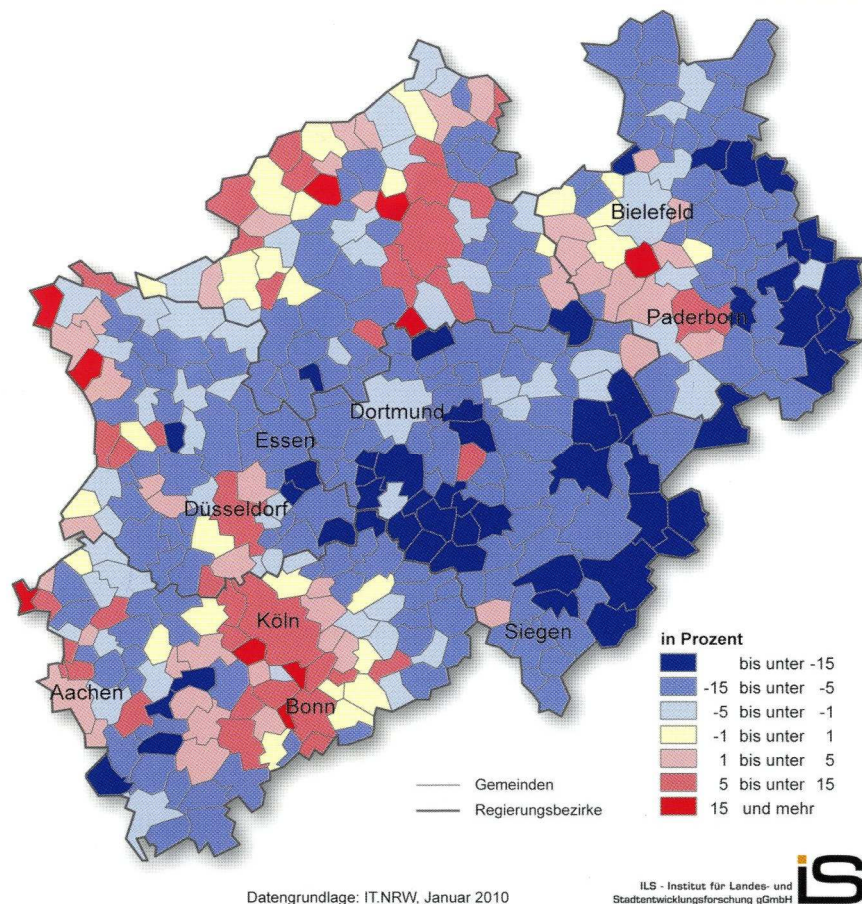 Bielefeld
Paderborn
Dortmund
Essen
Düsseldorf
Köln
Siegen
Aachen
Bonn
in Prozent
bis unter -15
-15 bis unter -5
-5 bis unter -1
-1 bis unter 1
1 bis unter 5
5 bis unter 15
15 und mehr
Gemeinden
Regierungsbezirke
Datengrundlage: IT.NRW, Januar 2010
ILS - Institut für Landes- und
Stadtentwicklungsforschung gGmbH
iLS